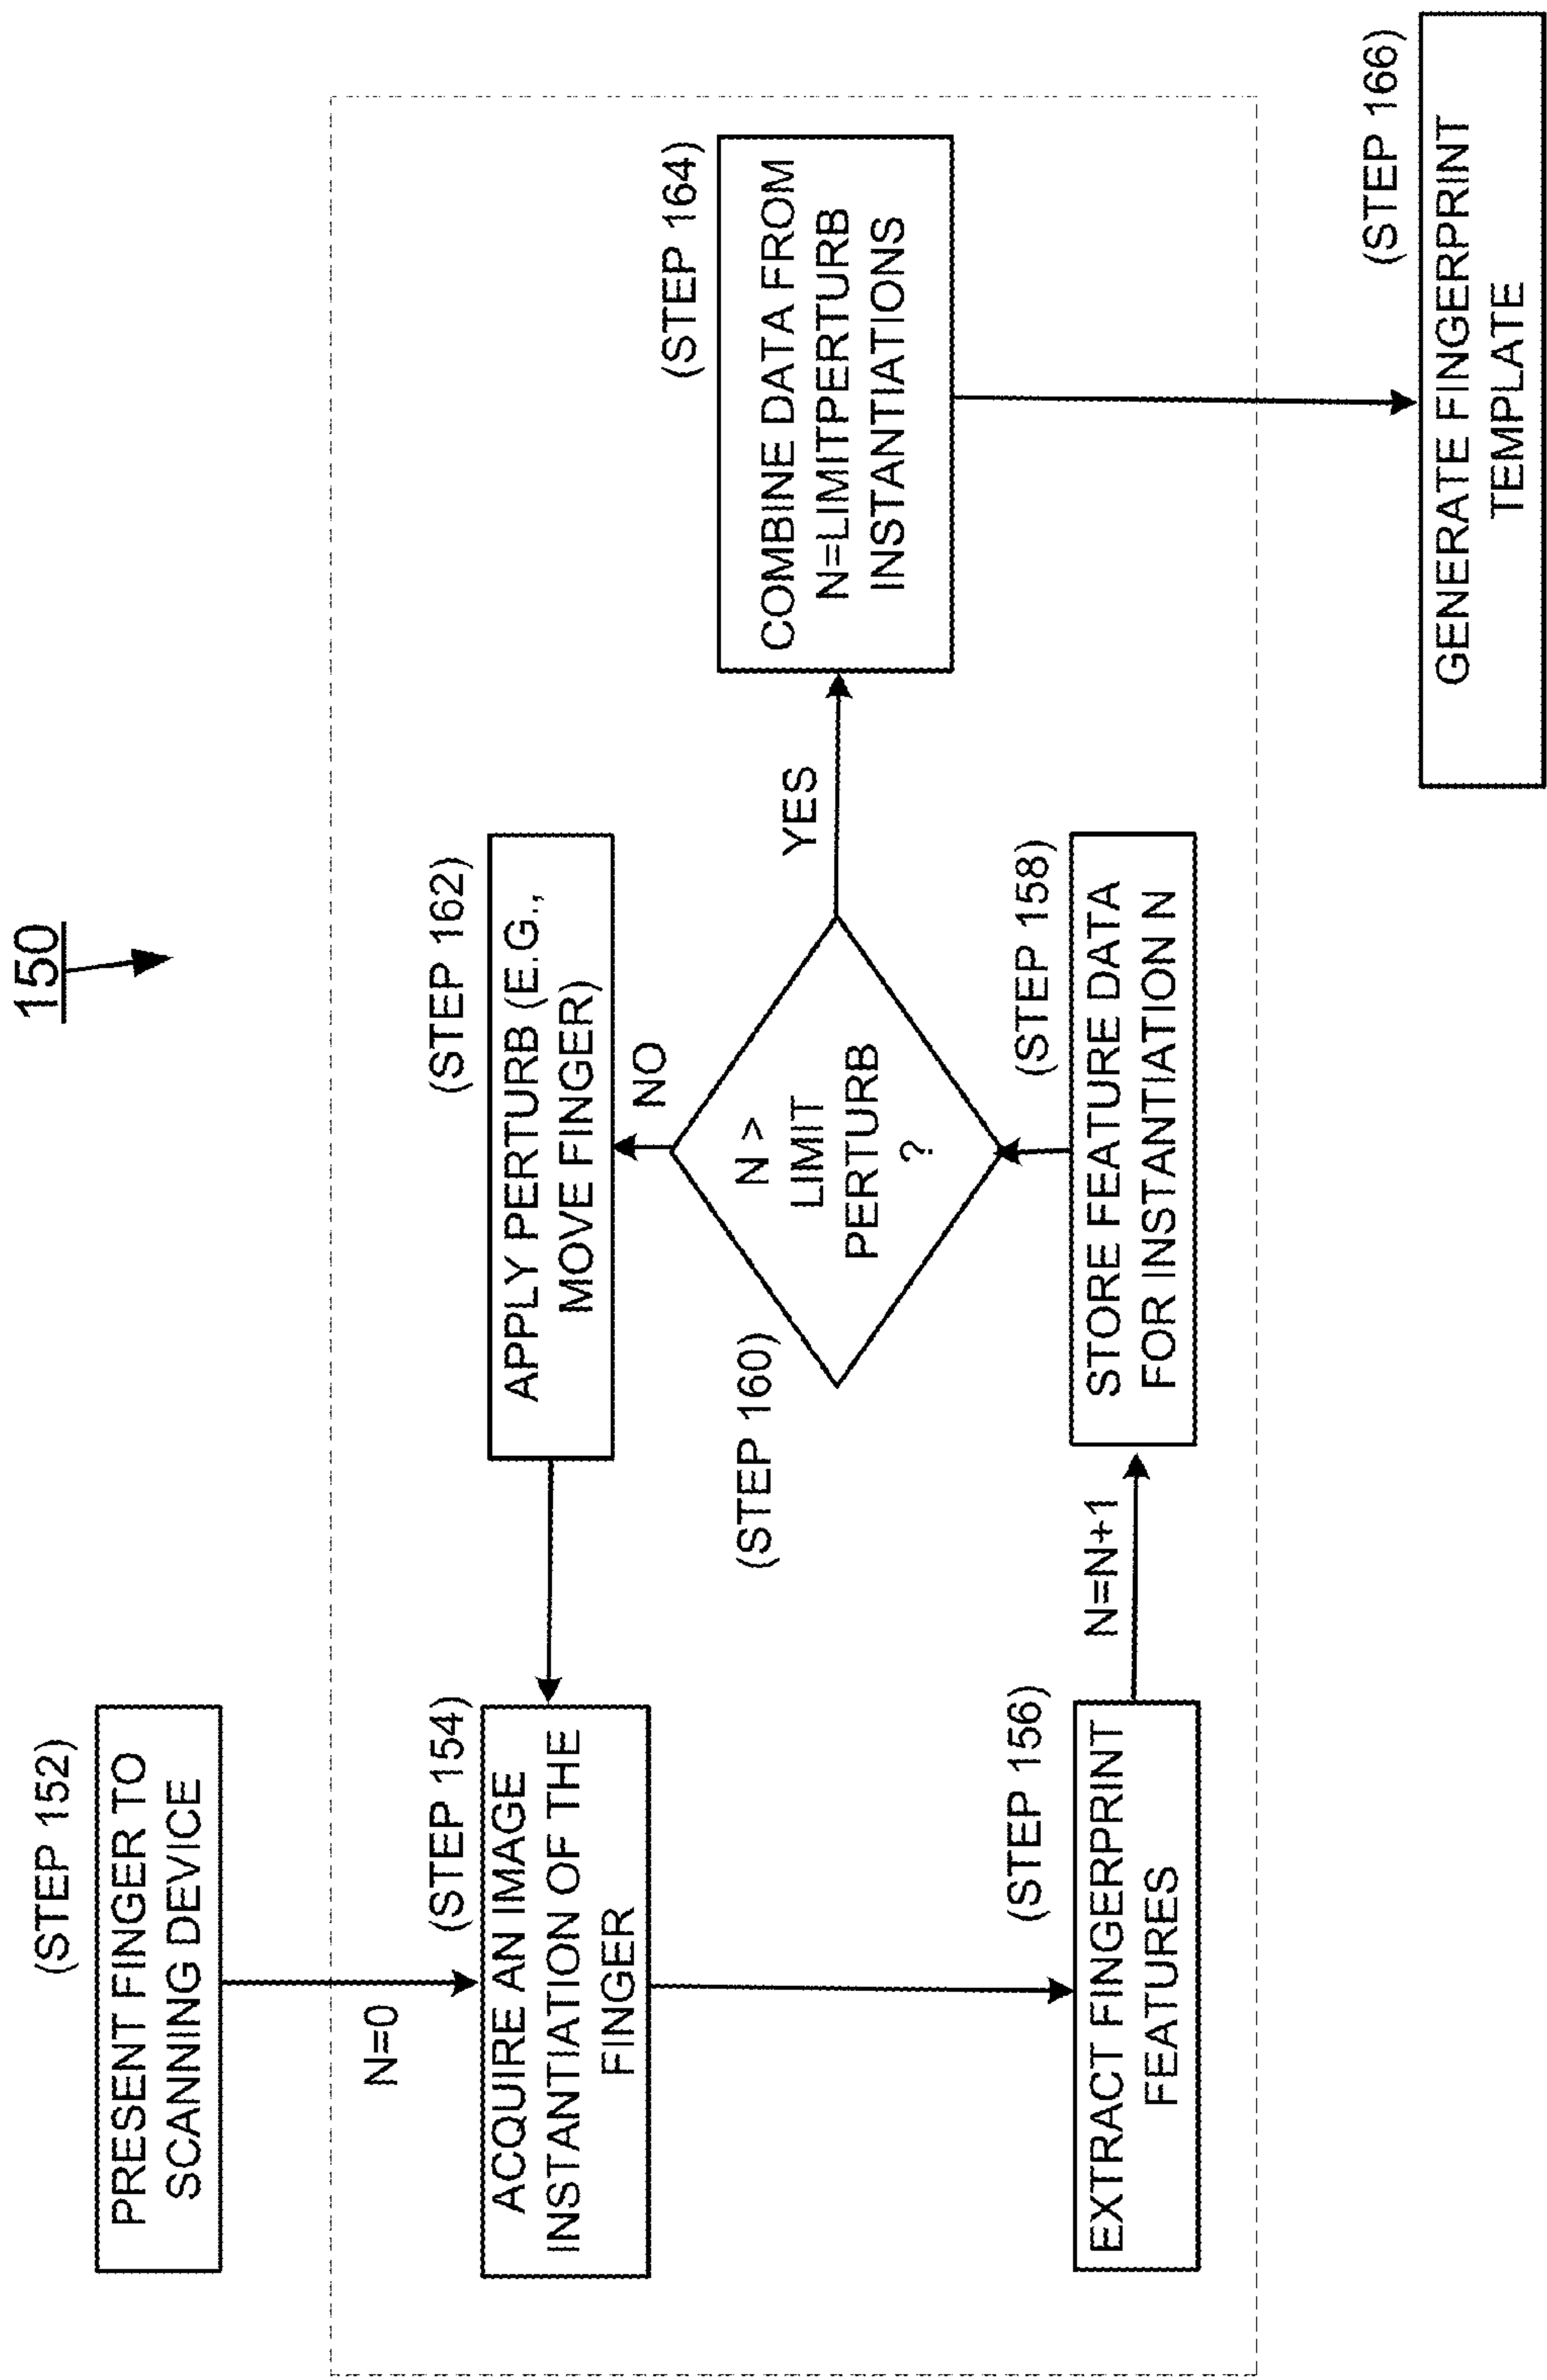 150
(STEP 152)
PRESENT FINGER TO
SCANNING DEVICE
N=0
(STEP 154)
ACQUIRE AN IMAGE
INSTANTIATION OF THE
FINGER
(STEP 156)
EXTRACT FINGERPRINT
FEATURES
N=N+1
(STEP 158)
STORE FEATURE DATA
FOR INSTANTIATION N
(STEP 160)
N >
LIMIT
PERTURB
?
NO
(STEP 162)
APPLY PERTURB (E.G.,
MOVE FINGER)
YES
(STEP 164)
COMBINE DATA FROM
N=LIMITPERTURB
INSTANTIATIONS
(STEP 166)
GENERATE FINGERPRINT
TEMPLATE